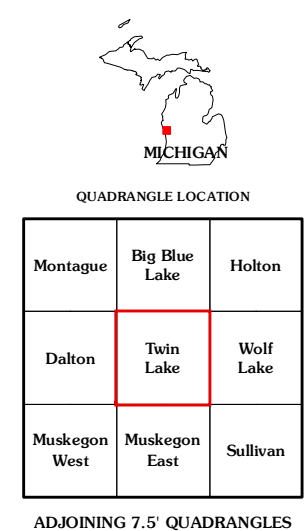 MICHIGAN
QUADRANGLE LOCATION
Montague
Big Blue
Lake
Holton
Dalton
Twin
Lake
Wolf
Lake
Muskegon
West
Muskegon
East
Sullivan
ADJOINING 7.5' QUADRANGLES